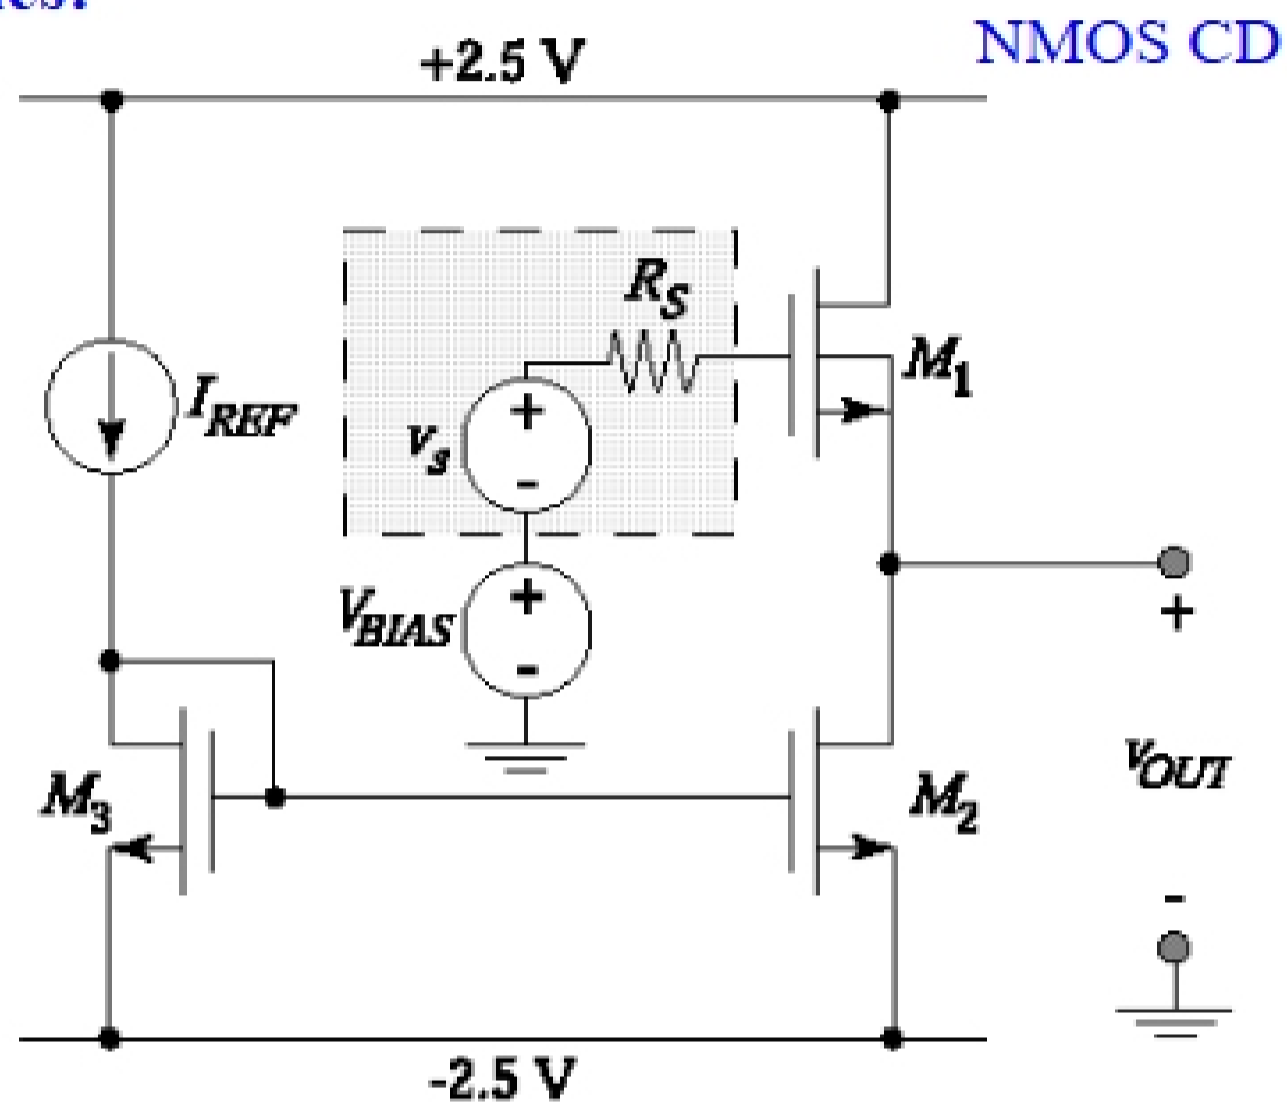 NMOS CD
+2.5 V
R_S
M_1
I_REF
+
v_s
-
V_BIAS
+
-
+
M_3
M_2
v_OUT
-
-2.5 V